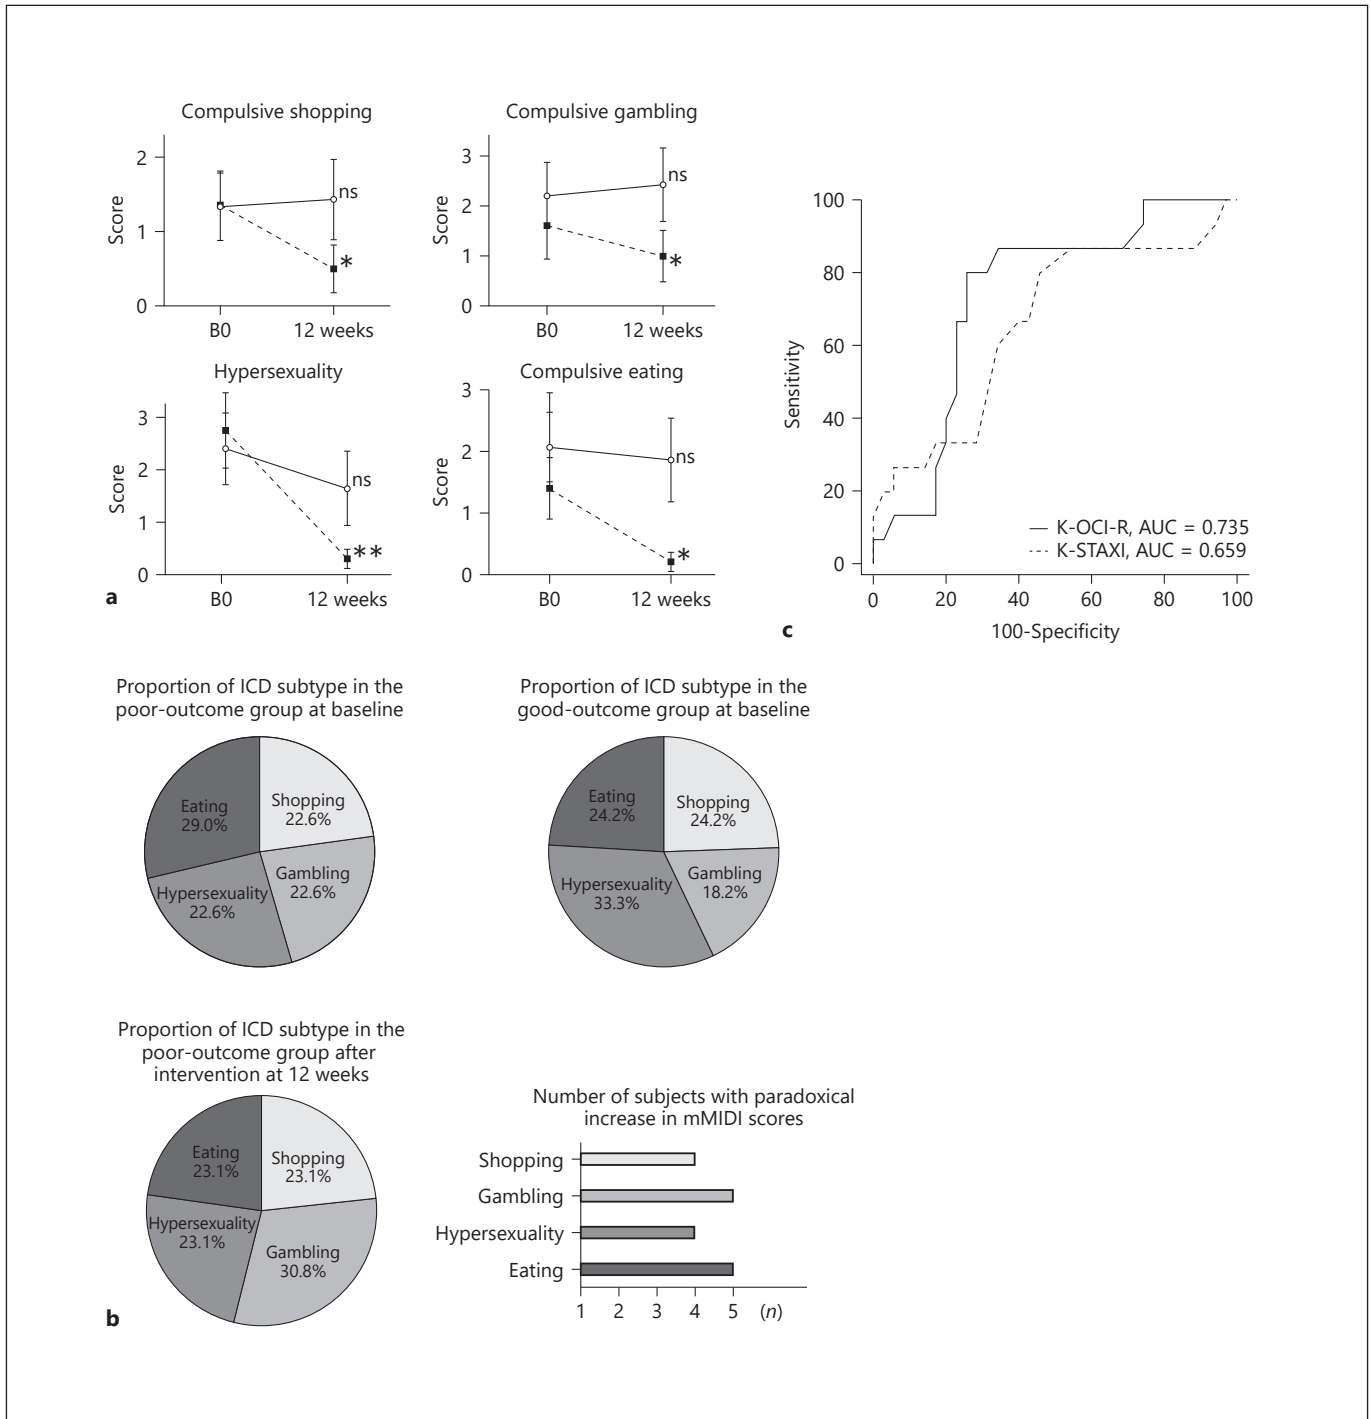 Compulsive shopping
2
1
0
Score
ns
*
B0
12 weeks
Compulsive gambling
3
2
1
0
Score
ns
*
B0
12 weeks
Hypersexuality
3
2
1
0
Score
ns
**
B0
12 weeks
Compulsive eating
3
2
1
0
Score
ns
*
B0
12 weeks
a
100
80
60
40
20
0
Sensitivity
K-OCI-R, AUC = 0.735
K-STAXI, AUC = 0.659
0
20
40
60
80
100
100-Specificity
c
Proportion of ICD subtype in the
poor-outcome group at baseline
Eating
29.0%
Shopping
22.6%
Gambling
22.6%
Hypersexuality
22.6%
Proportion of ICD subtype in the
good-outcome group at baseline
Eating
24.2%
Shopping
24.2%
Gambling
18.2%
Hypersexuality
33.3%
Proportion of ICD subtype in the
poor-outcome group after
intervention at 12 weeks
Eating
23.1%
Shopping
23.1%
Hypersexuality
23.1%
Gambling
30.8%
Number of subjects with paradoxical
increase in mMIDI scores
Shopping
Gambling
Hypersexuality
Eating
1
2
3
4
5
(n)
b